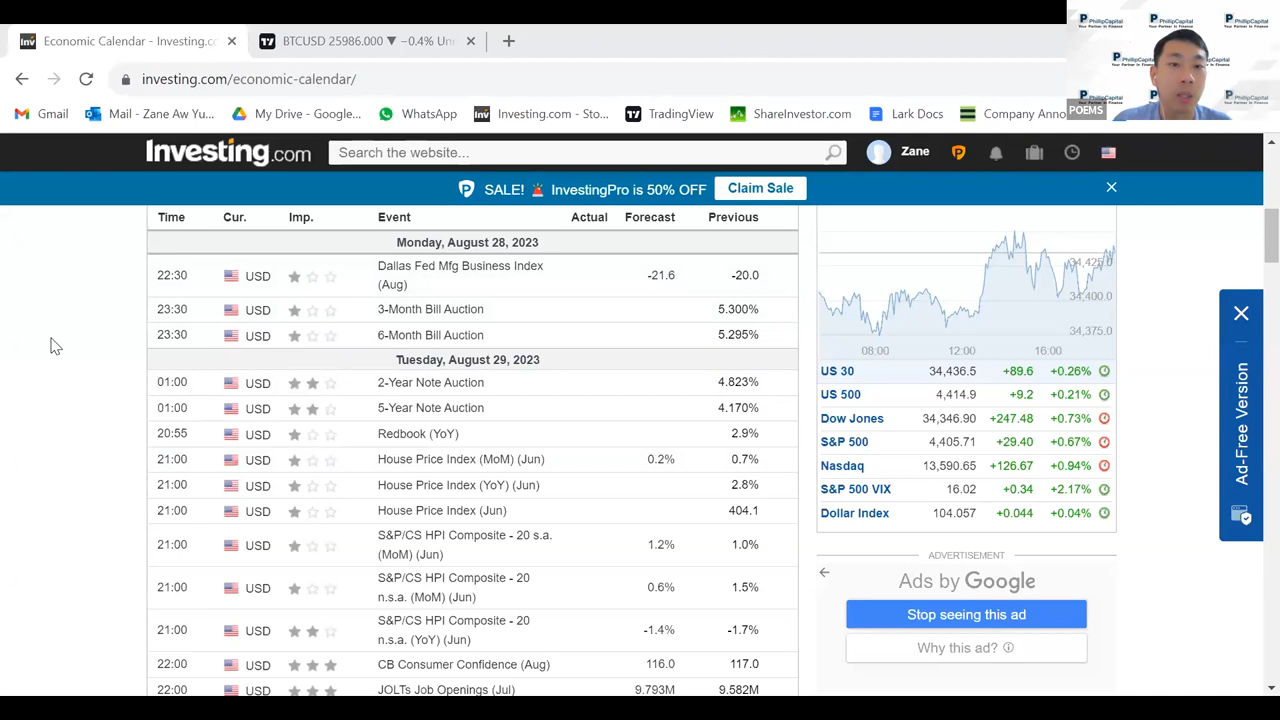 PhillipCapital
Your Partner In Finance
PhillipCapital
Your Partner In Finance
PhillipCapital
Your Partner In Finance
POEMS
Economic Calendar - Investing.co
BTCUSD 25986.000 ▼ −0.4% Un
investing.com/economic-calendar/
Gmail
Mail - Zane Aw Yu...
My Drive - Google...
Investing.com - Sto...
TradingView
ShareInvestor.com
Lark Docs
Company Anno
Investing.com
Search the website...
Zane
SALE! InvestingPro is 50% OFF
Claim Sale
Time Cur. Imp. Event Actual Forecast Previous
Monday, August 28, 2023
22:30 USD Dallas Fed Mfg Business Index
(Aug) -21.6 -20.0
23:30 USD 3-Month Bill Auction 5.300%
23:30 USD 6-Month Bill Auction 5.295%
Tuesday, August 29, 2023
01:00 USD 2-Year Note Auction 4.823%
01:00 USD 5-Year Note Auction 4.170%
20:55 USD Redbook (YoY) 2.9%
21:00 USD House Price Index (MoM) (Jun) 0.2% 0.7%
21:00 USD House Price Index (YoY) (Jun) 2.8%
21:00 USD House Price Index (Jun) 404.1
21:00 USD S&P/CS HPI Composite - 20 s.a.
(MoM) (Jun) 1.2% 1.0%
21:00 USD S&P/CS HPI Composite - 20
n.s.a. (MoM) (Jun) 0.6% 1.5%
21:00 USD S&P/CS HPI Composite - 20
n.s.a. (YoY) (Jun) -1.4% -1.7%
22:00 USD CB Consumer Confidence (Aug) 117.0
22:00 USD JOLTs Job Openings (Jul) 9.582M
34,425.0
34,400.0
34,375.0
08:00 12:00 16:00
US 30 34,436.5 +89.6 +0.26%
US 500 4,414.9 +9.2 +0.21%
Dow Jones 34,346.90 +247.48 +0.73%
S&P 500 4,405.71 +29.40 +0.67%
Nasdaq 13,590.65 +126.67 +0.94%
S&P 500 VIX 16.02 +0.34 +2.17%
Dollar Index 104.057 +0.044 +0.04%
ADVERTISEMENT
Ads by Google
Stop seeing this ad
Why this ad?
Ad-Free Version